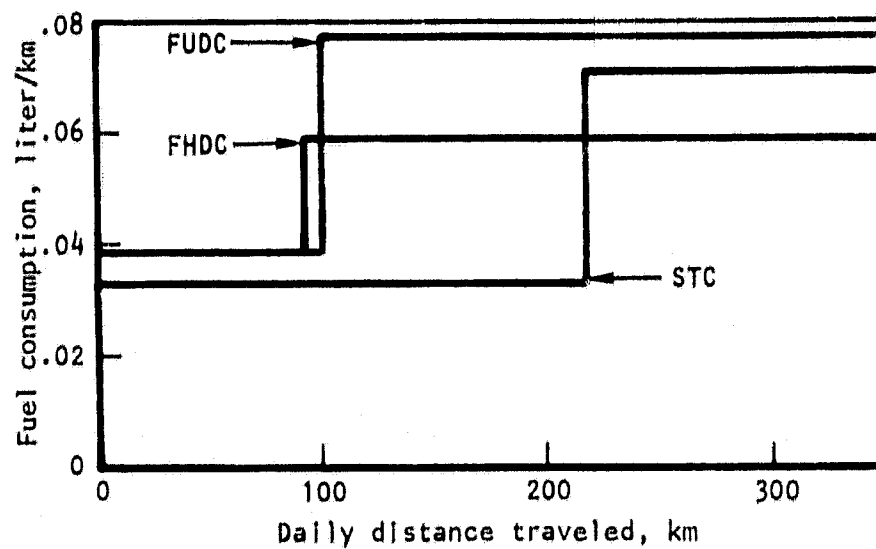 .08
FUDC
.06
FHDC
.04
STC
.02
0
0 100 200 300
Fuel consumption, liter/km
Daily distance traveled, km